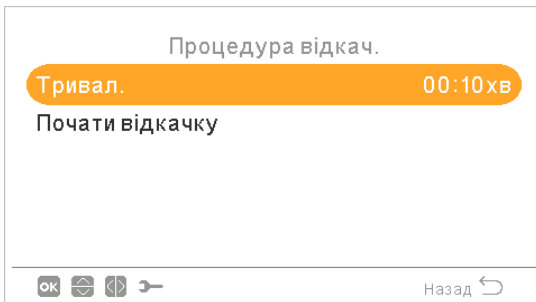 Процедура відкач.
Тривал. 00:10хв
Почати відкачку
OK Назад